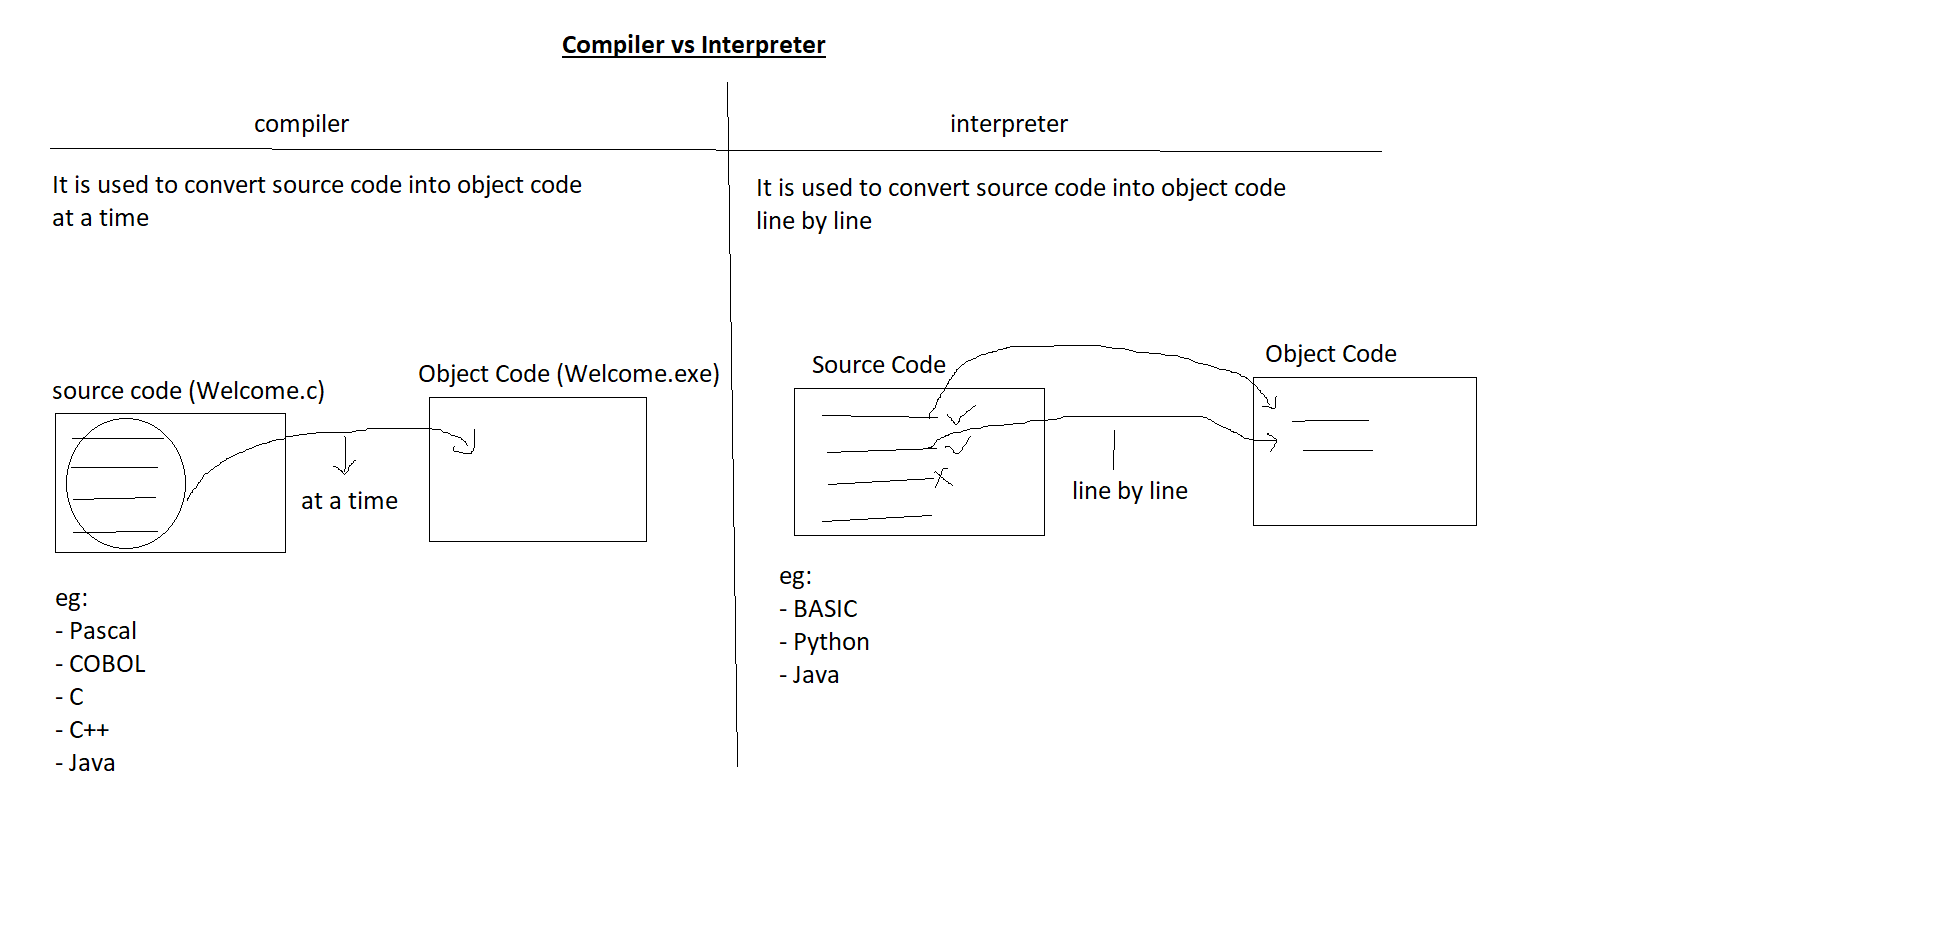 Compiler vs Interpreter
compiler
It is used to convert source code into object code
at a time
source code (Welcome.c)
Object Code (Welcome.exe)
at a time
eg:
- Pascal
- COBOL
- C
- C++
- Java
interpreter
It is used to convert source code into object code
line by line
Source Code
Object Code
line by line
eg:
- BASIC
- Python
- Java